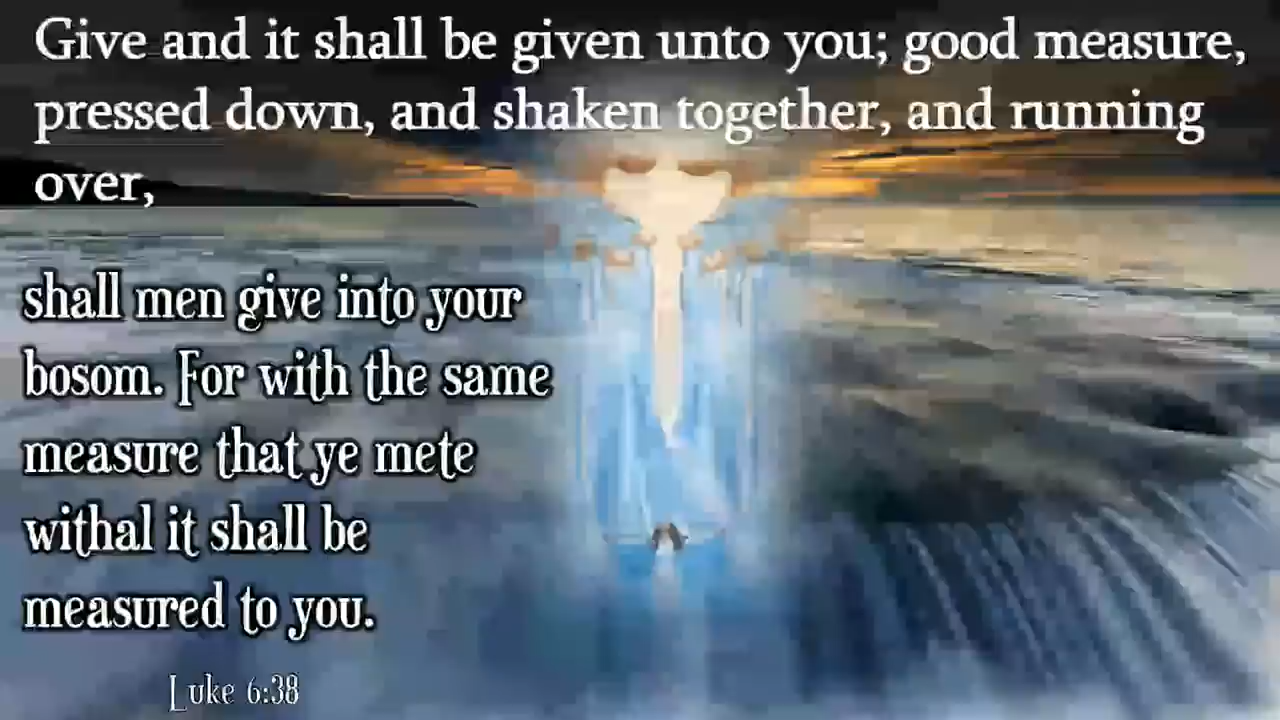 Give and it shall be given unto you; good measure,
pressed down, and shaken together, and running
over,
shall men give into your
bosom. For with the same
measure that ye mete
withal it shall be
measured to you.
Luke 6:38